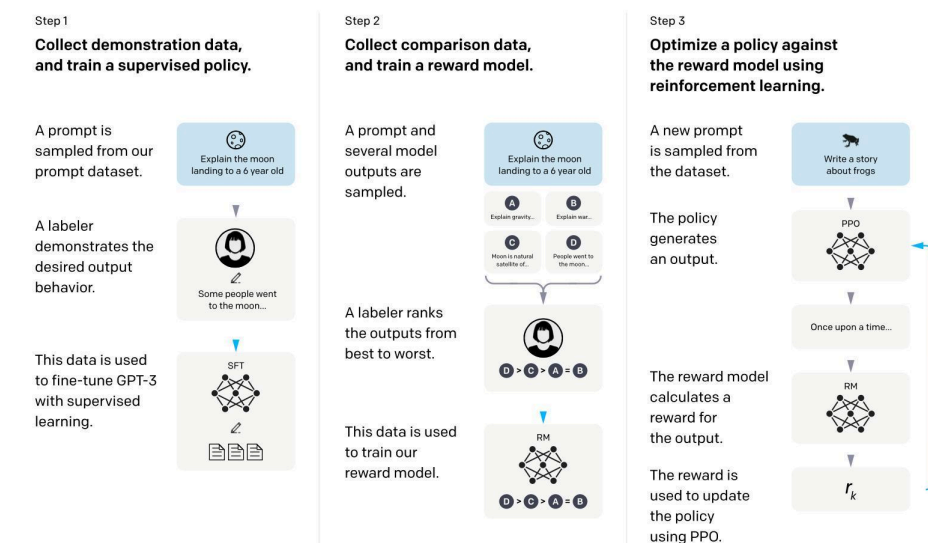 Step 1
Collect demonstration data,
and train a supervised policy.
A prompt is
sampled from our
prompt dataset.
Explain the moon
landing to a 6 year old
A labeler
demonstrates the
desired output
behavior.
Some people went
to the moon...
This data is used
to fine-tune GPT-3
with supervised
learning.
SFT
Step 2
Collect comparison data,
and train a reward model.
A prompt and
several model
outputs are
sampled.
Explain the moon
landing to a 6 year old
A
Explain gravity...
B
Explain war...
C
Moon is natural
satellite of...
D
People went to
the moon...
A labeler ranks
the outputs from
best to worst.
D > C > A = B
This data is used
to train our
reward model.
RM
D > C > A = B
Step 3
Optimize a policy against
the reward model using
reinforcement learning.
A new prompt
is sampled from
the dataset.
Write a story
about frogs
The policy
generates
an output.
PPO
Once upon a time...
The reward model
calculates a
reward for
the output.
RM
The reward is
used to update
the policy
using PPO.
rk